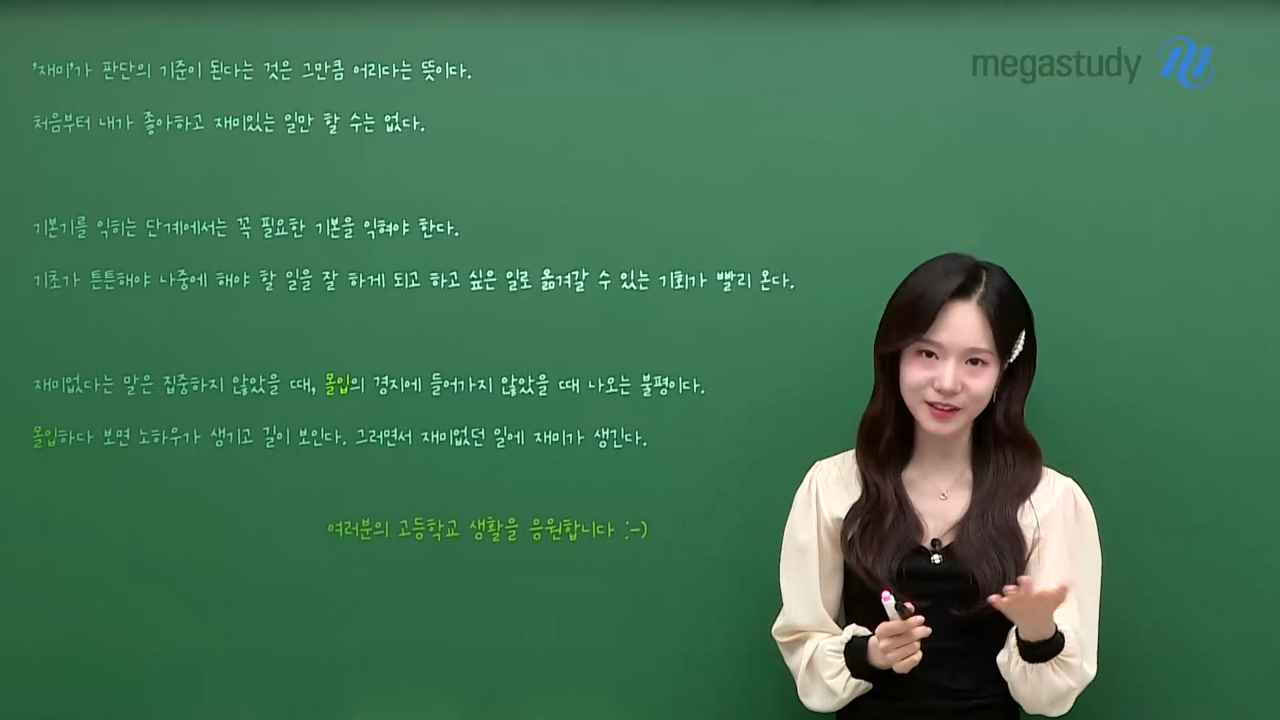 '재미'가 판단의 기준이 된다는 것은 그만큼 어리다는 뜻이다.
megastudy
처음부터 내가 좋아하고 재미있는 일만 할 수는 없다.
기본기를 익히는 단계에서는 꼭 필요한 기본을 익혀야 한다.
기초가 튼튼해야 나중에 해야 할 일을 잘 하게 되고 하고 싶은 일로 옮겨갈 수 있는 기회가 빨리 온다.
재미없다는 말은 집중하지 않았을 때, 몰입의 경지에 들어가지 않았을 때 나오는 불평이다.
몰입하다 보면 노하우가 생기고 길이 보인다. 그러면서 재미없던 일에 재미가 생긴다.
여러분의 고등학교 생활을 응원합니다 :-)